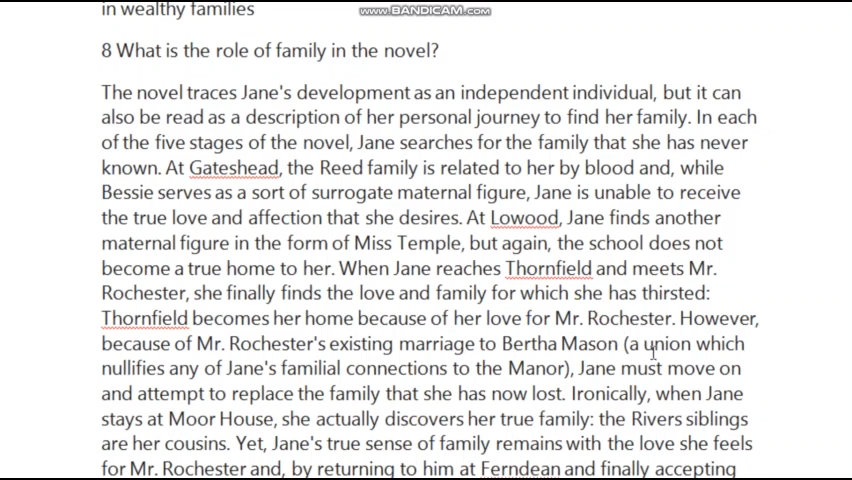 in wealthy families
www.BANDICAM.com
8 What is the role of family in the novel?
The novel traces Jane's development as an independent individual, but it can
also be read as a description of her personal journey to find her family. In each
of the five stages of the novel, Jane searches for the family that she has never
known. At Gateshead, the Reed family is related to her by blood and, while
Bessie serves as a sort of surrogate maternal figure, Jane is unable to receive
the true love and affection that she desires. At Lowood, Jane finds another
maternal figure in the form of Miss Temple, but again, the school does not
become a true home to her. When Jane reaches Thornfield and meets Mr.
Rochester, she finally finds the love and family for which she has thirsted:
Thornfield becomes her home because of her love for Mr. Rochester. However,
because of Mr. Rochester's existing marriage to Bertha Mason (a union which
nullifies any of Jane's familial connections to the Manor), Jane must move on
and attempt to replace the family that she has now lost. Ironically, when Jane
stays at Moor House, she actually discovers her true family: the Rivers siblings
are her cousins. Yet, Jane's true sense of family remains with the love she feels
for Mr. Rochester and, by returning to him at Ferndean and finally accepting